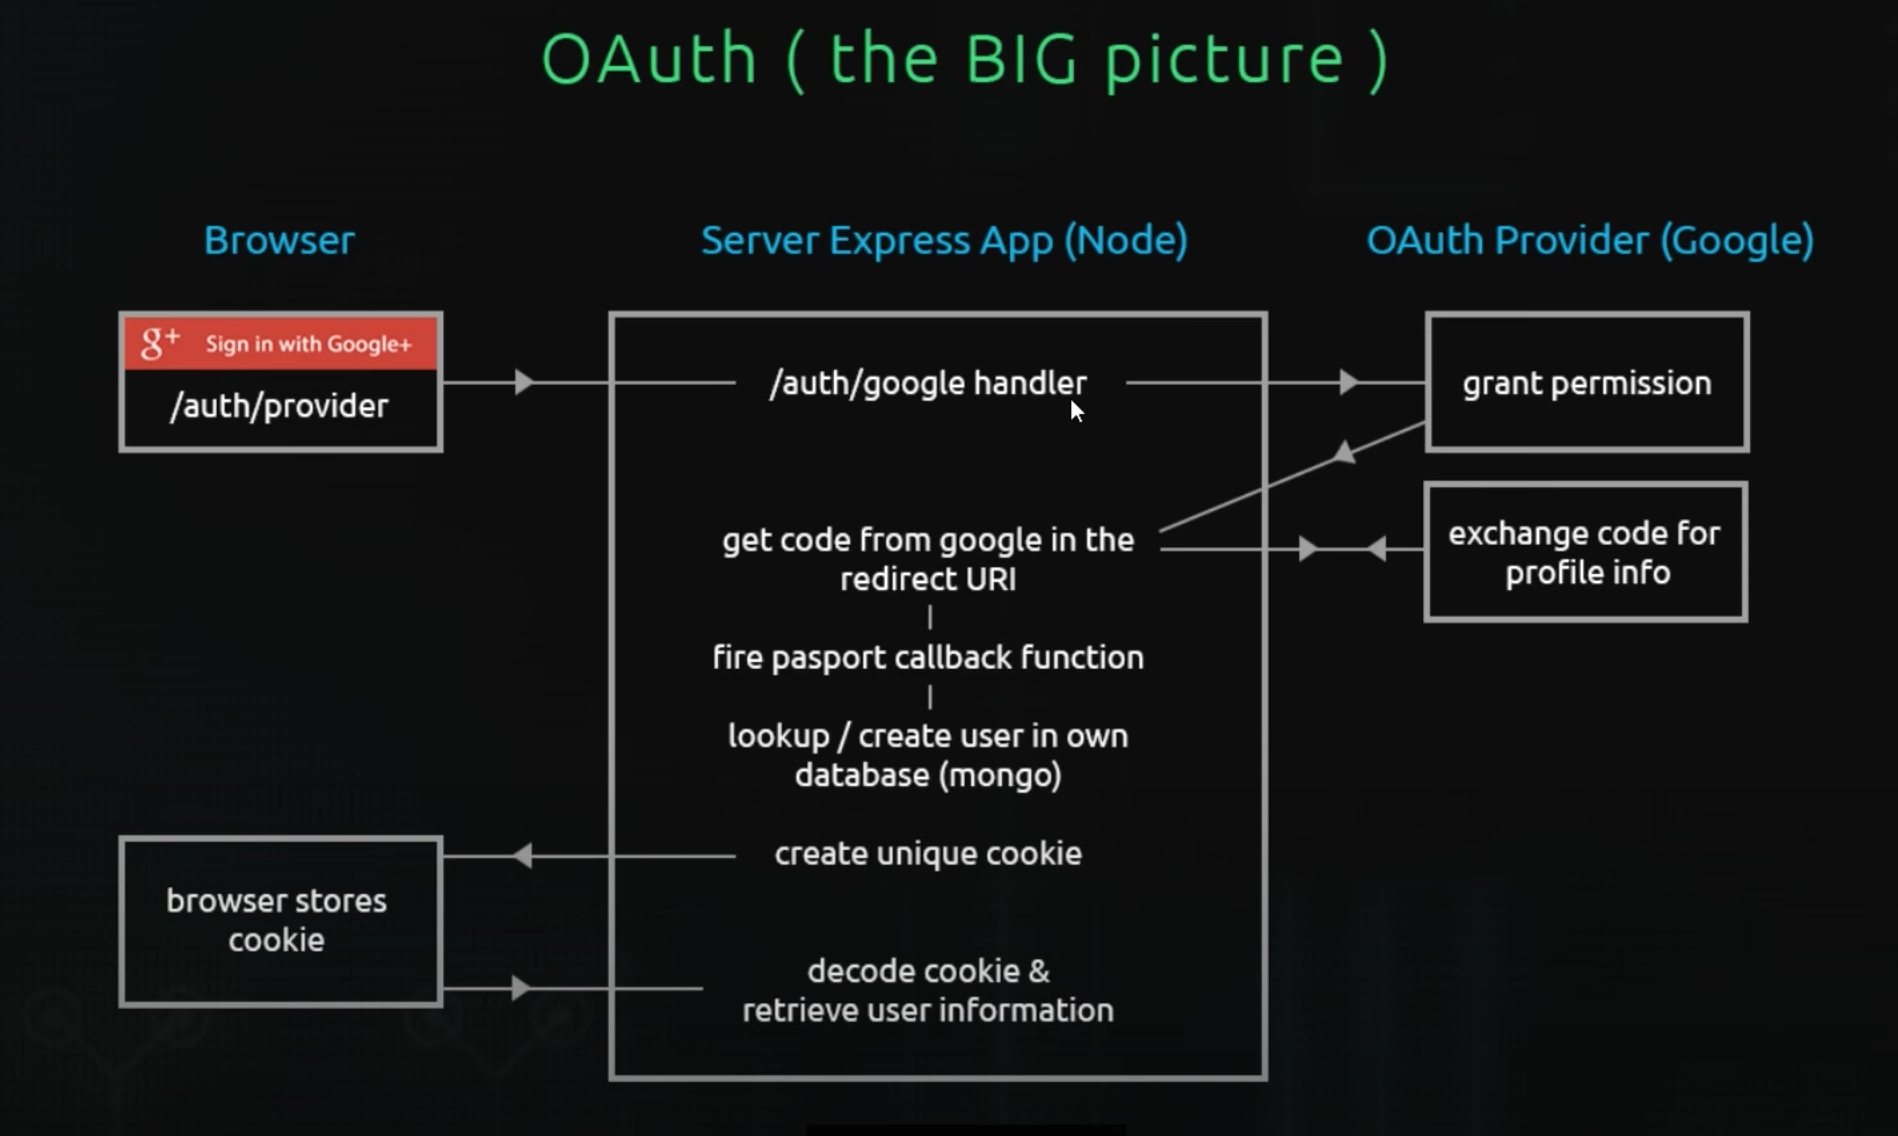 OAuth ( the BIG picture )
Browser
Server Express App (Node)
OAuth Provider (Google)
g+ Sign in with Google+
/auth/provider
/auth/google handler
grant permission
get code from google in the
redirect URI
exchange code for
profile info
fire pasport callback function
lookup / create user in own
database (mongo)
create unique cookie
browser stores
cookie
decode cookie &
retrieve user information